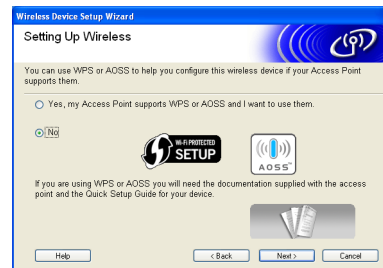 Wireless Device Setup Wizard
Setting Up Wireless
You can use WPS or AOSS to help you configure this wireless device if your Access Point
supports them.
Yes, my Access Point supports WPS or AOSS and I want to use them.
No
WI-FI PROTECTED
SETUP
AOSS
If you are using WPS or AOSS you will need the documentation supplied with the access
point and the Quick Setup Guide for your device.
Help
< Back
Next >
Cancel